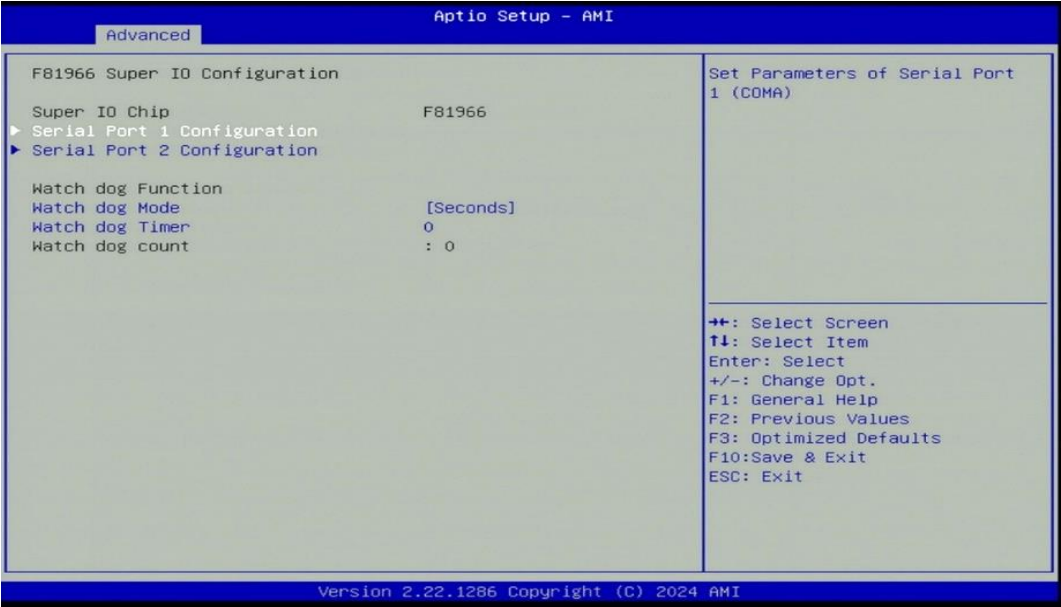 Aptio Setup – AMI
Advanced
F81966 Super IO Configuration
Super IO Chip F81966
▶ Serial Port 1 Configuration
▶ Serial Port 2 Configuration
Watch dog Function
Watch dog Mode [Seconds]
Watch dog Timer 0
Watch dog count : 0
Set Parameters of Serial Port
1 (COMA)
→←: Select Screen
↑↓: Select Item
Enter: Select
+/-: Change Opt.
F1: General Help
F2: Previous Values
F3: Optimized Defaults
F10:Save & Exit
ESC: Exit
Version 2.22.1286 Copyright (C) 2024 AMI